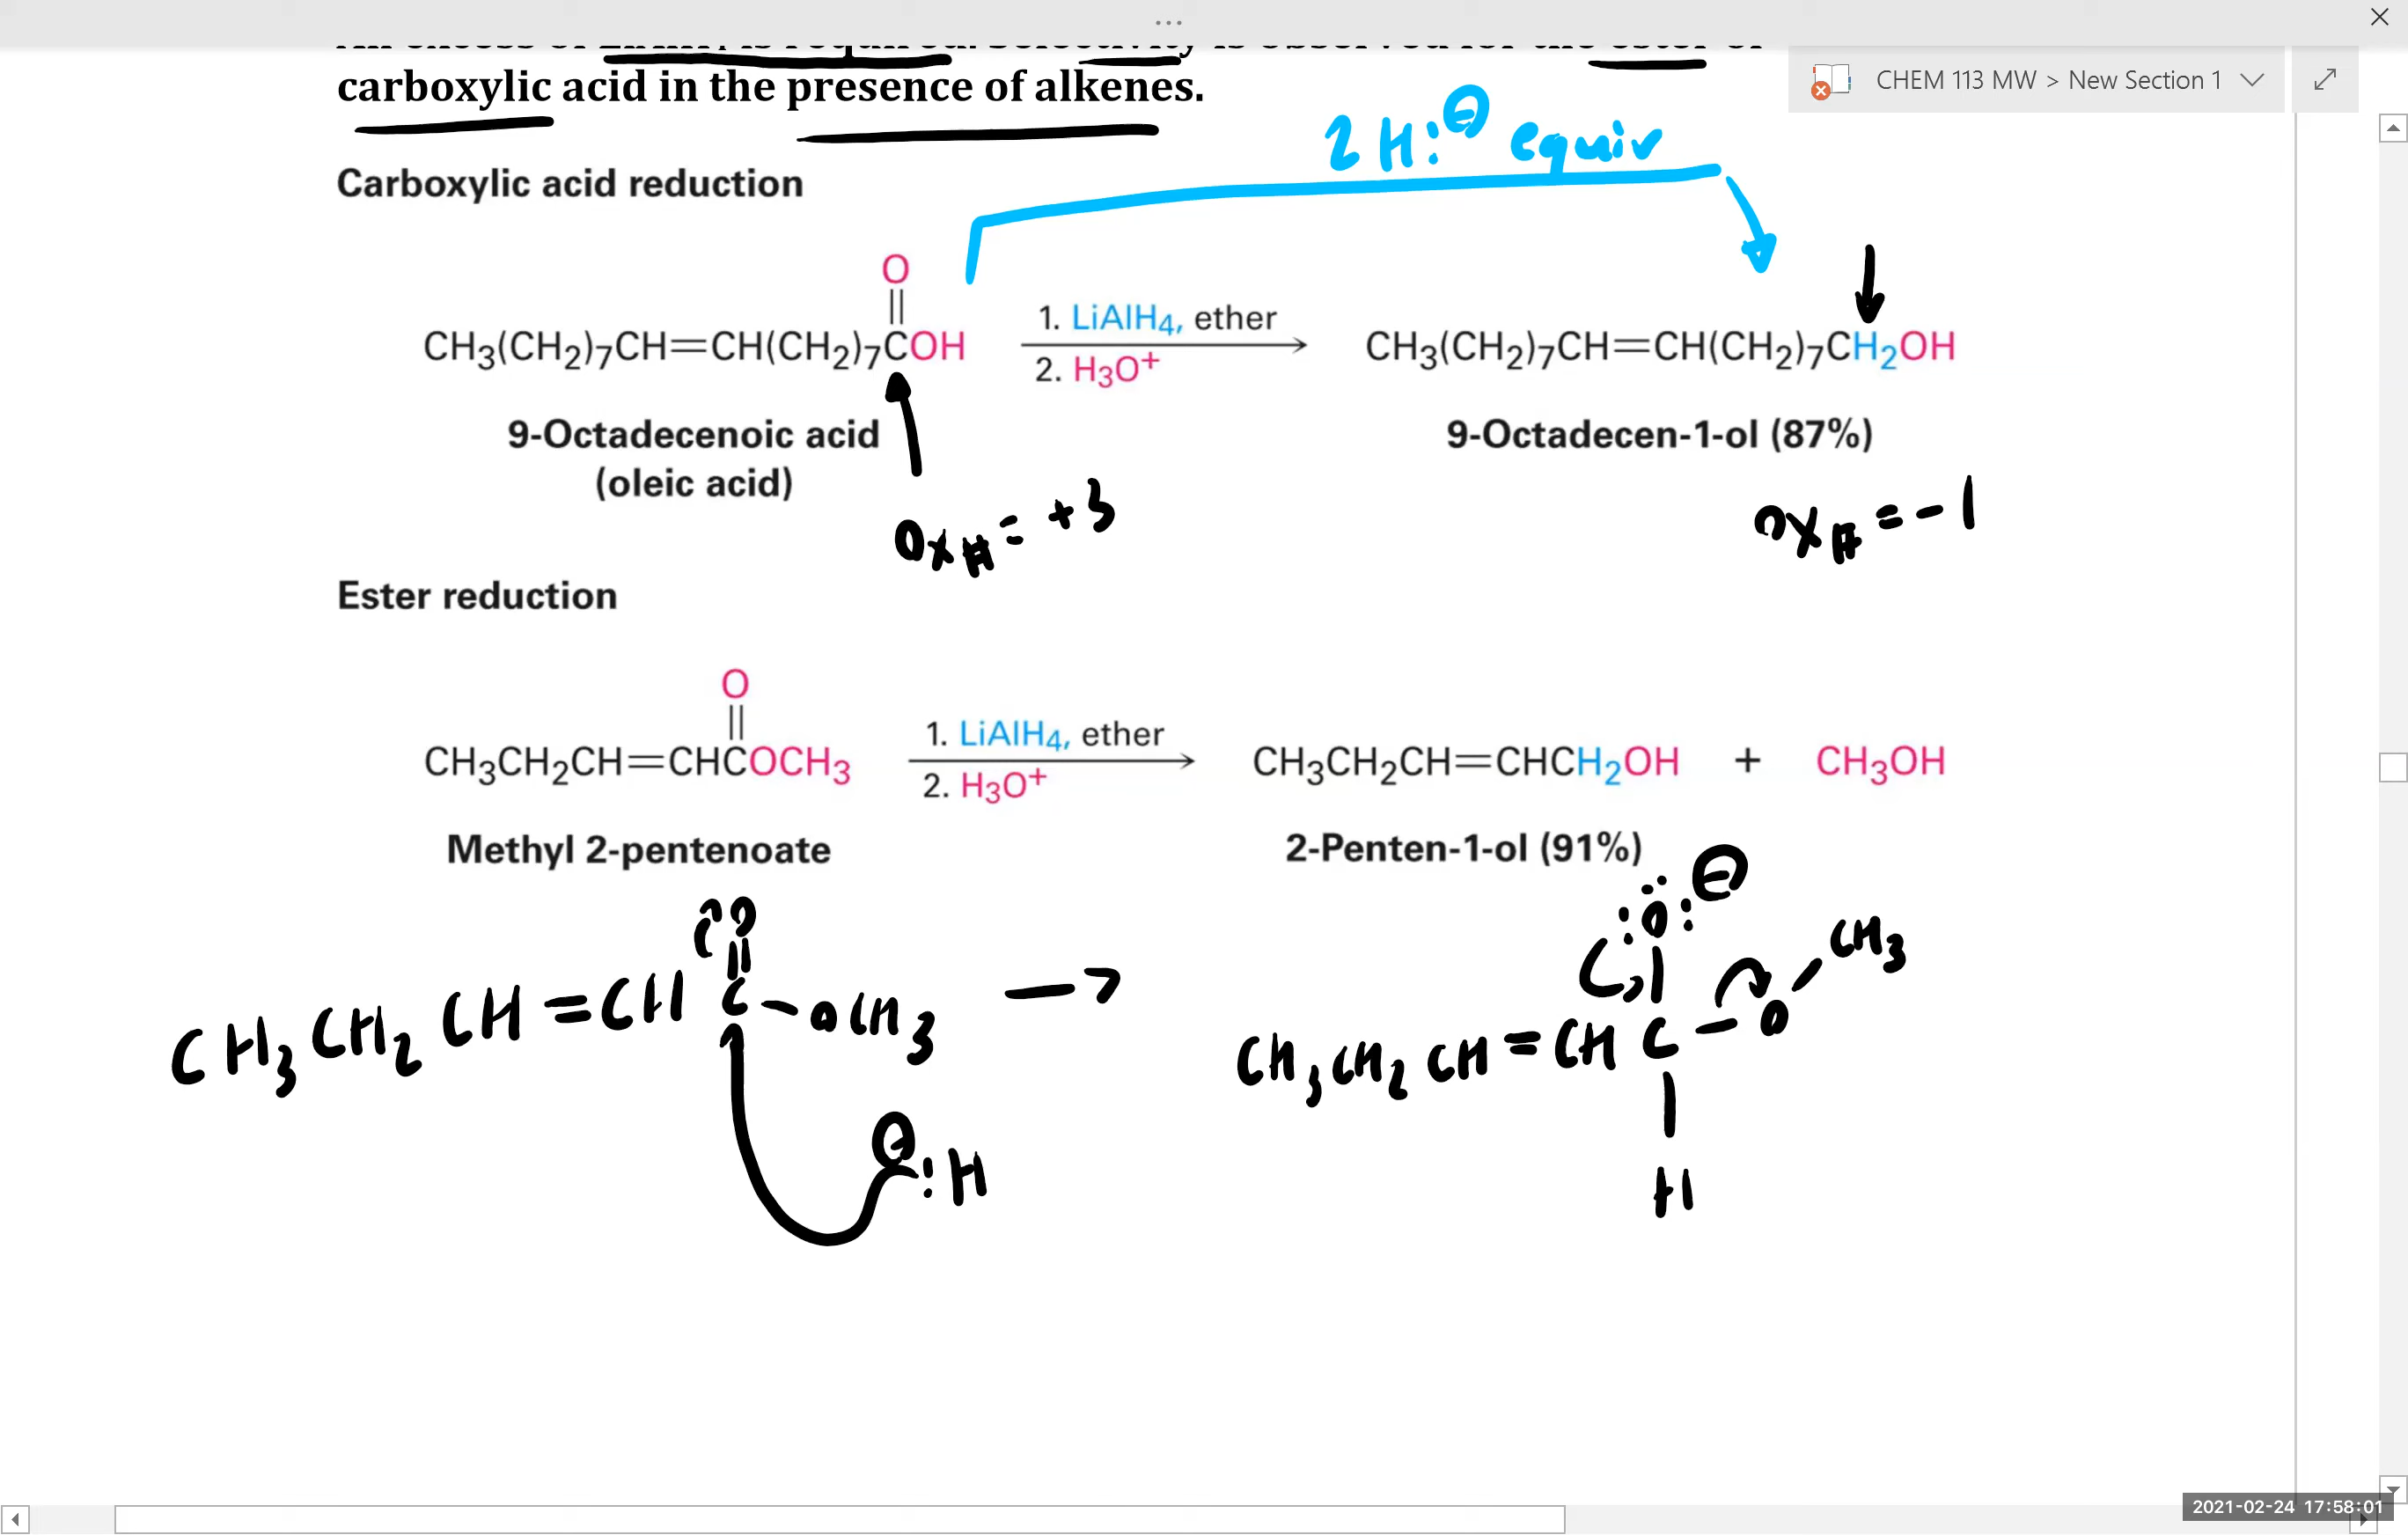 ...
CHEM 113 MW > New Section 1
carboxylic acid in the presence of alkenes.
2 H:⊖ equiv
Carboxylic acid reduction
O
CH3(CH2)7CH=CH(CH2)7COH
1. LiAlH4, ether
2. H3O+
CH3(CH2)7CH=CH(CH2)7CH2OH
9-Octadecenoic acid
(oleic acid)
9-Octadecen-1-ol (87%)
ox # = +3
ox # = -1
Ester reduction
O
CH3CH2CH=CHCOCH3
1. LiAlH4, ether
2. H3O+
CH3CH2CH=CHCH2OH + CH3OH
Methyl 2-pentenoate
2-Penten-1-ol (91%)
O
CH3CH2CH=CH C-OCH3
⊖:H
:O:⊖
CH3CH2CH=CH C-O-CH3
H
2021-02-24 17:58:01